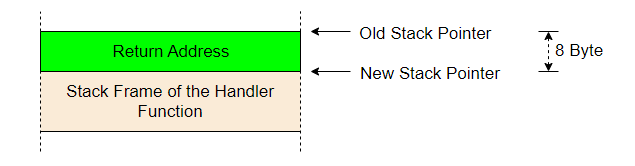 Old Stack Pointer
Return Address
8 Byte
New Stack Pointer
Stack Frame of the Handler
Function